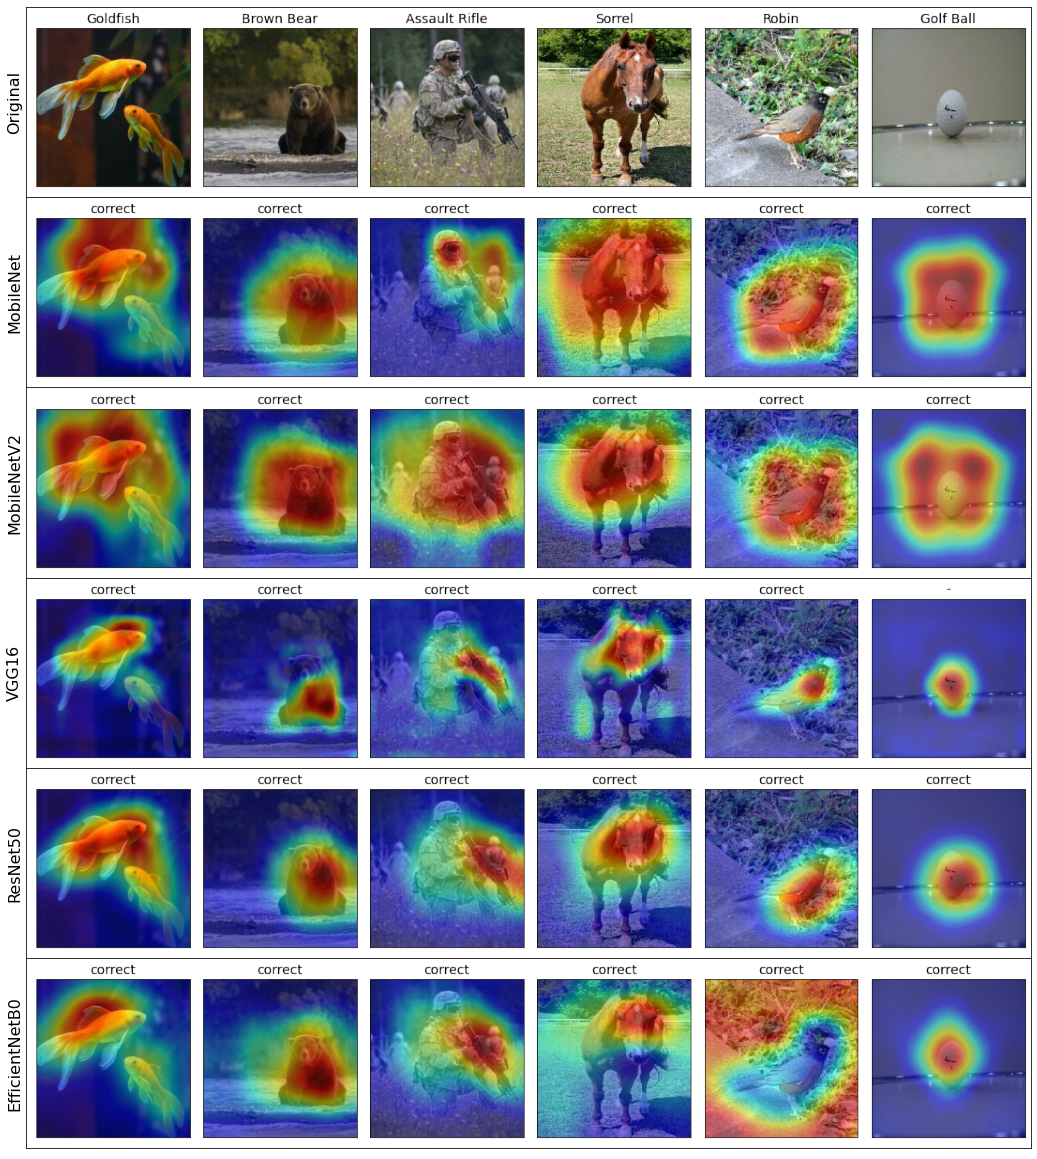 Goldfish Brown Bear Assault Rifle Sorrel Robin Golf Ball
Original
correct correct correct correct correct correct
MobileNet
correct correct correct correct correct correct
MobileNetV2
correct correct correct correct correct -
VGG16
correct correct correct correct correct correct
ResNet50
correct correct correct correct correct correct
EfficientNetB0